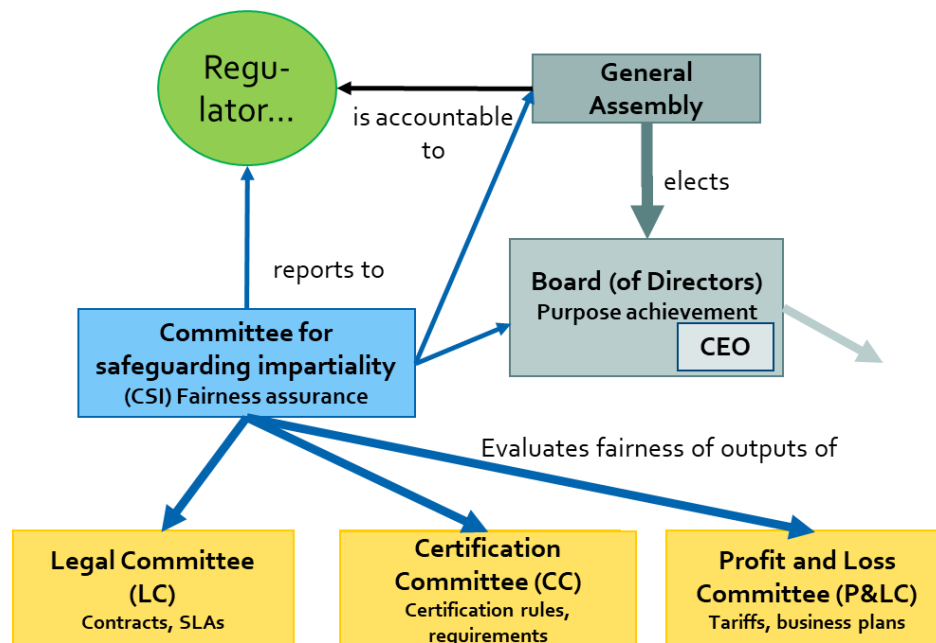 Regu-
lator...
General
Assembly
is accountable
to
elects
reports to
Board (of Directors)
Purpose achievement
CEO
Committee for
safeguarding impartiality
(CSI) Fairness assurance
Evaluates fairness of outputs of
Legal Committee
(LC)
Contracts, SLAs
Certification
Committee (CC)
Certification rules,
requirements
Profit and Loss
Committee (P&LC)
Tariffs, business plans